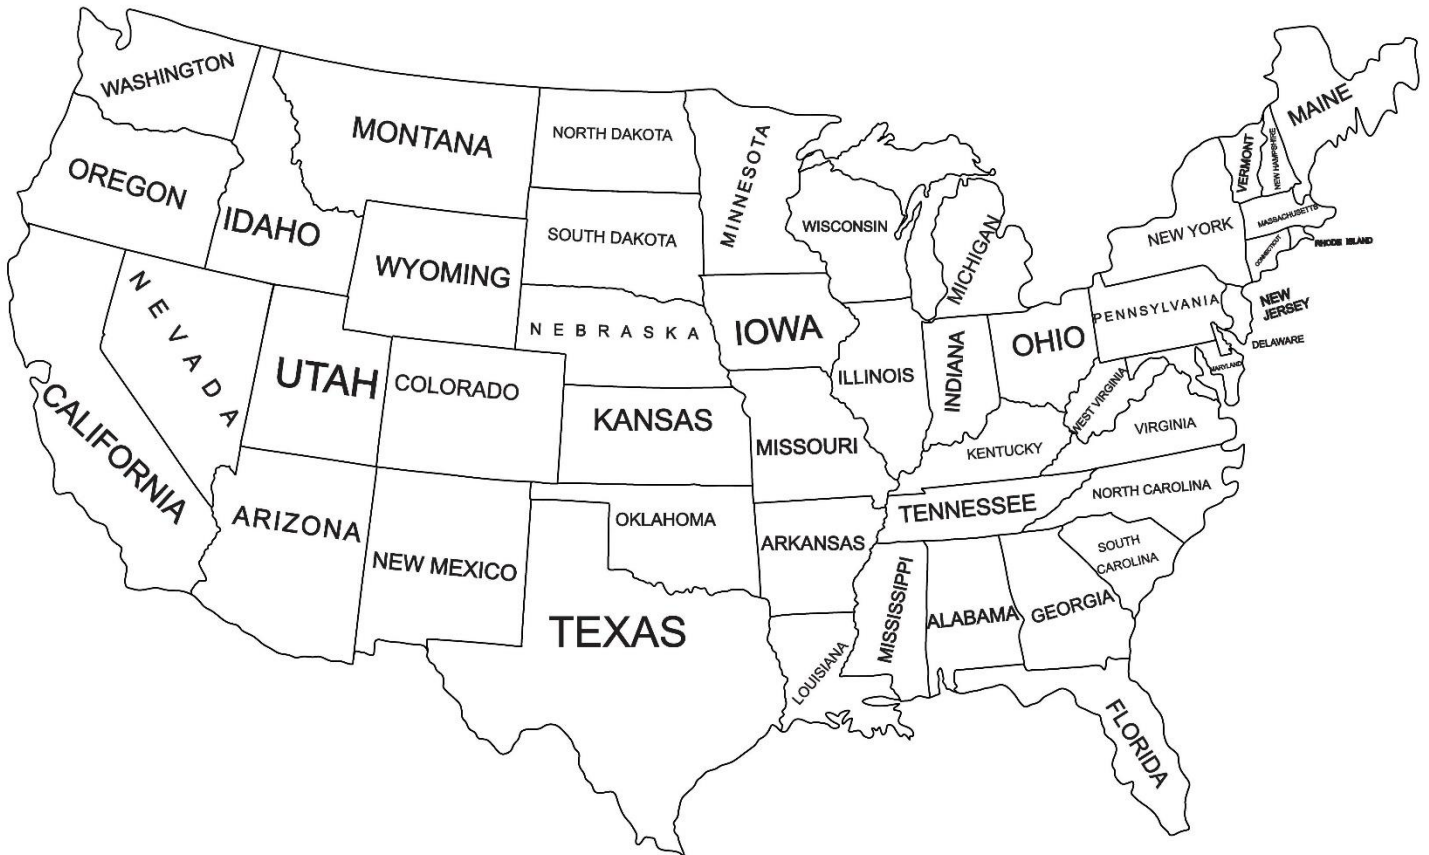 WASHINGTON
MONTANA
NORTH DAKOTA
MINNESOTA
MAINE
VERMONT
NEW HAMPSHIRE
OREGON
IDAHO
WYOMING
SOUTH DAKOTA
WISCONSIN
MICHIGAN
NEW YORK
MASSACHUSETTS
CONNECTICUT
RHODE ISLAND
NEVADA
UTAH
COLORADO
NEBRASKA
IOWA
ILLINOIS
INDIANA
OHIO
PENNSYLVANIA
NEW
JERSEY
DELAWARE
MARYLAND
CALIFORNIA
KANSAS
MISSOURI
KENTUCKY
WEST VIRGINIA
VIRGINIA
ARIZONA
NEW MEXICO
OKLAHOMA
ARKANSAS
TENNESSEE
NORTH CAROLINA
SOUTH
CAROLINA
TEXAS
LOUISIANA
MISSISSIPPI
ALABAMA
GEORGIA
FLORIDA